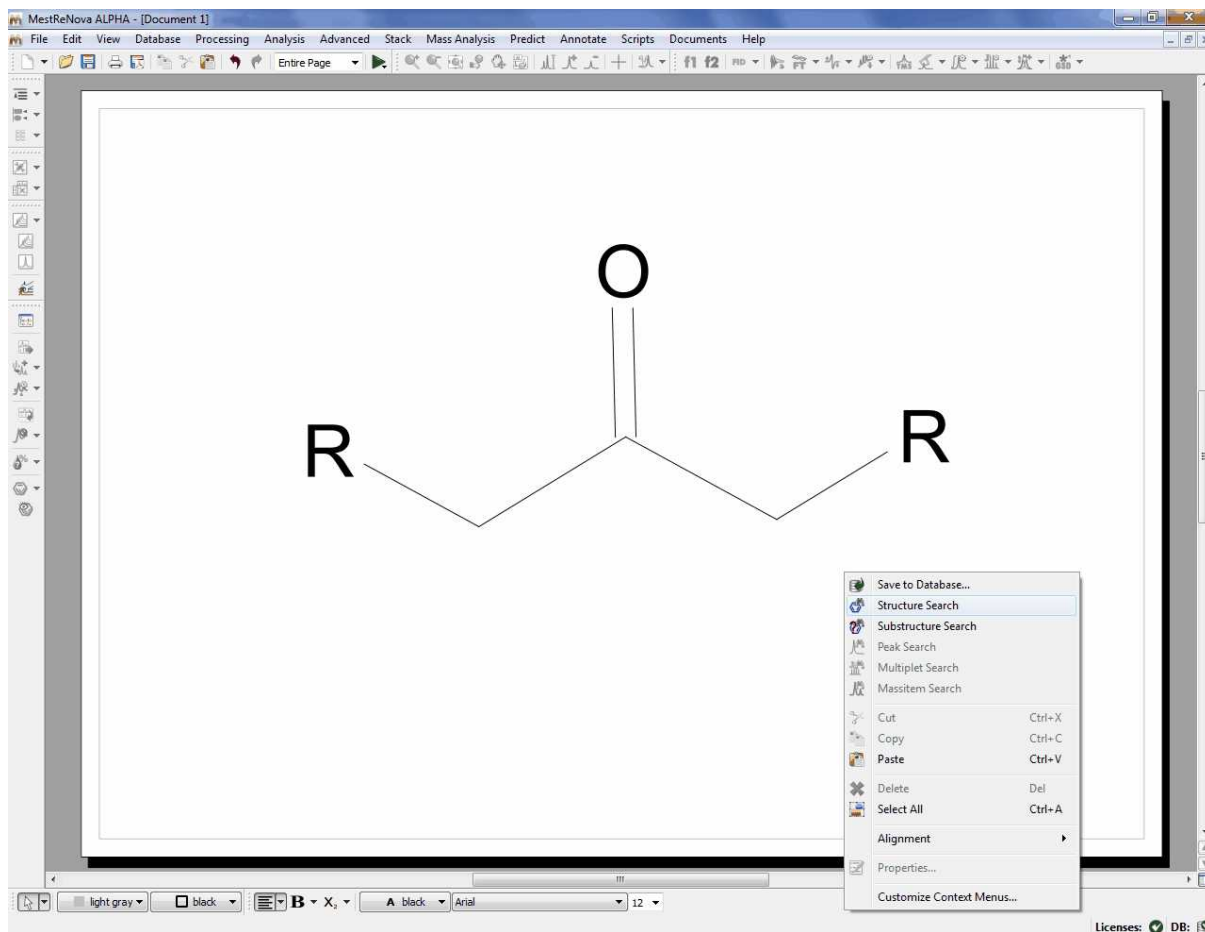 MestReNova ALPHA - [Document 1]
File Edit View Database Processing Analysis Advanced Stack Mass Analysis Predict Annotate Scripts Documents Help
Entire Page f1 f2
O
R R
Save to Database...
Structure Search
Substructure Search
Peak Search
Multiplet Search
Massitem Search
Cut Ctrl+X
Copy Ctrl+C
Paste Ctrl+V
Delete Del
Select All Ctrl+A
Alignment
Properties...
Customize Context Menus...
light gray black B X₂ A black Arial 12
Licenses: DB: